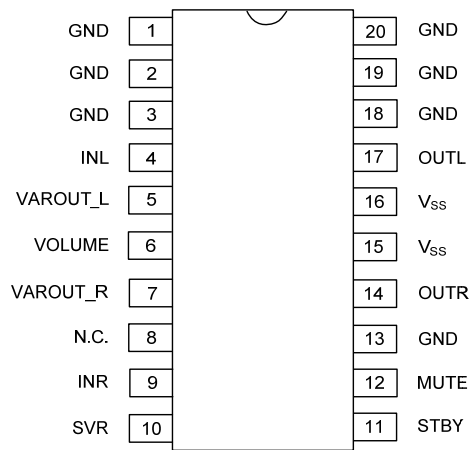 GND 1 20 GND
GND 2 19 GND
GND 3 18 GND
INL 4 17 OUTL
VAROUT_L 5 16 VSS
VOLUME 6 15 VSS
VAROUT_R 7 14 OUTR
N.C. 8 13 GND
INR 9 12 MUTE
SVR 10 11 STBY